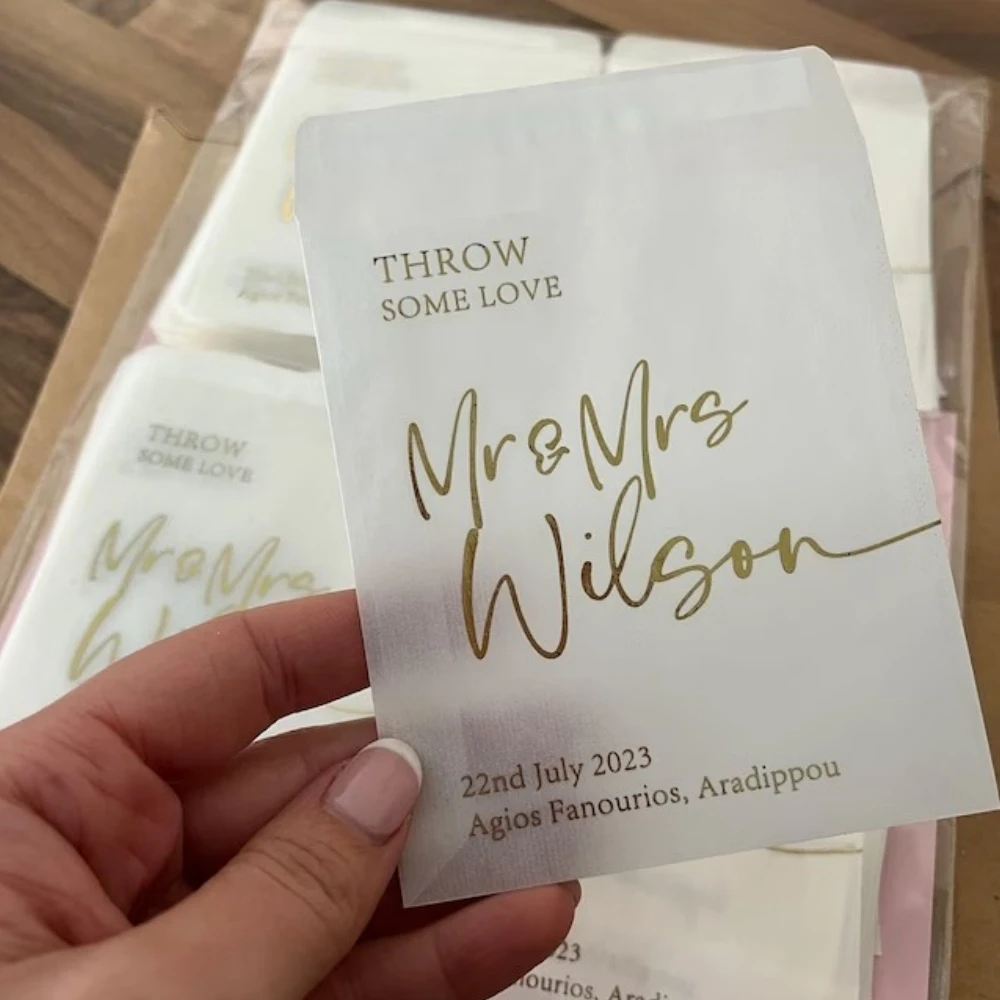 THROW
SOME LOVE
Mr & Mrs
Wilson
22nd July 2023
Agios Fanourios, Aradippou
THROW
SOME LOVE
Mr & Mrs